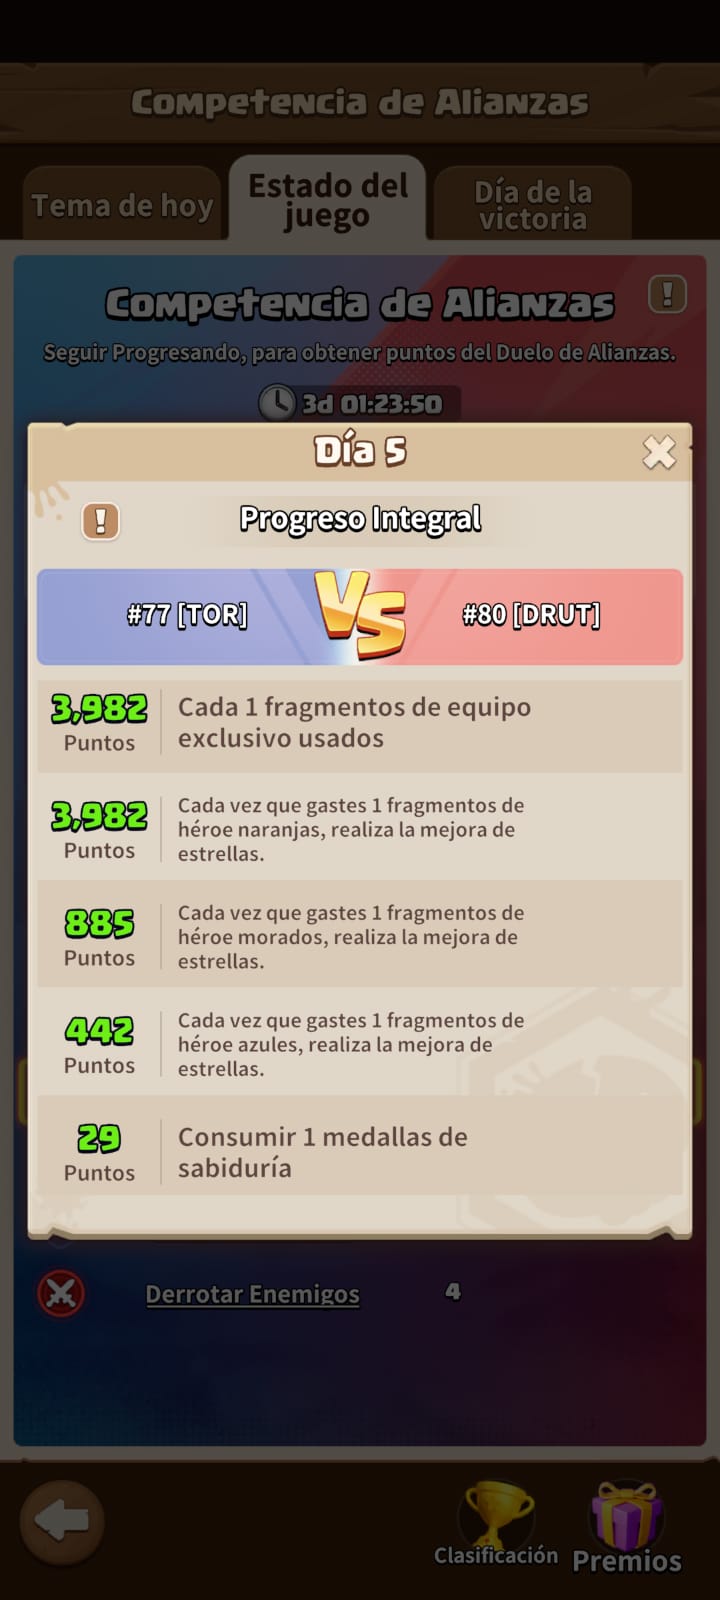 Competencia de Alianzas
Tema de hoy
Estado del
juego
Día de la
victoria
Competencia de Alianzas
!
Seguir Progresando, para obtener puntos del Duelo de Alianzas.
3d 01:23:50
Día 5
!
Progreso Integral
#77 [TOR]
VS
#80 [DRUT]
3,982
Puntos
Cada 1 fragmentos de equipo
exclusivo usados
3,982
Puntos
Cada vez que gastes 1 fragmentos de
héroe naranjas, realiza la mejora de
estrellas.
885
Puntos
Cada vez que gastes 1 fragmentos de
héroe morados, realiza la mejora de
estrellas.
442
Puntos
Cada vez que gastes 1 fragmentos de
héroe azules, realiza la mejora de
estrellas.
29
Puntos
Consumir 1 medallas de
sabiduría
Derrotar Enemigos
4
Clasificación
Premios